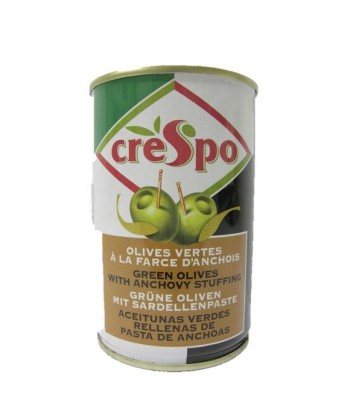 creSpo
OLIVES VERTES
À LA FARCE D'ANCHOIS
GREEN OLIVES
WITH ANCHOVY STUFFING
GRÜNE OLIVEN
MIT SARDELLENPASTE
ACEITUNAS VERDES
RELLENAS DE
PASTA DE ANCHOAS